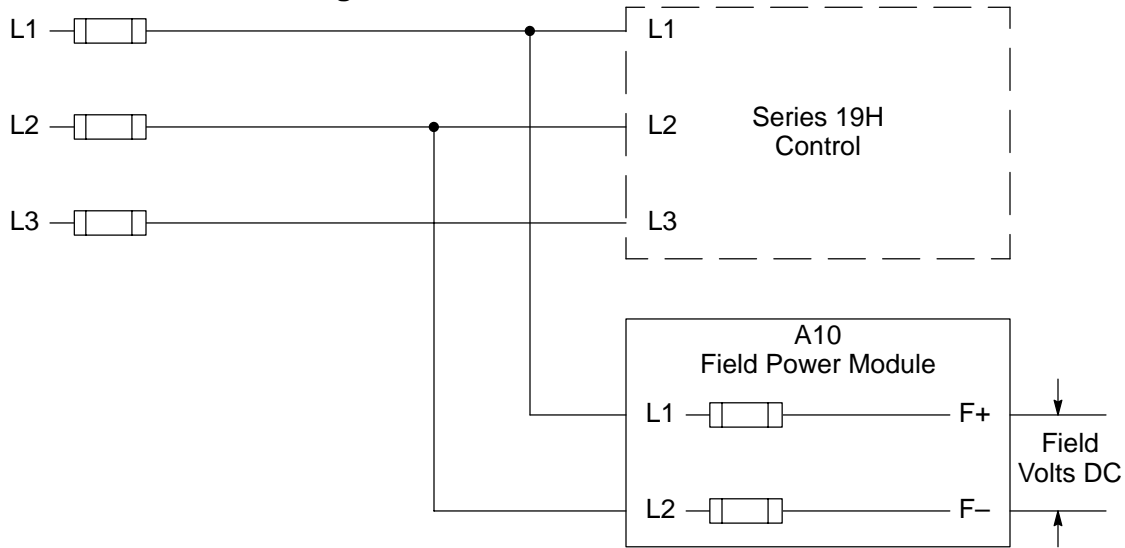 L1
L1
L2
L2
Series 19H
Control
L3
L3
A10
Field Power Module
L1
F+
L2
F–
Field
Volts DC